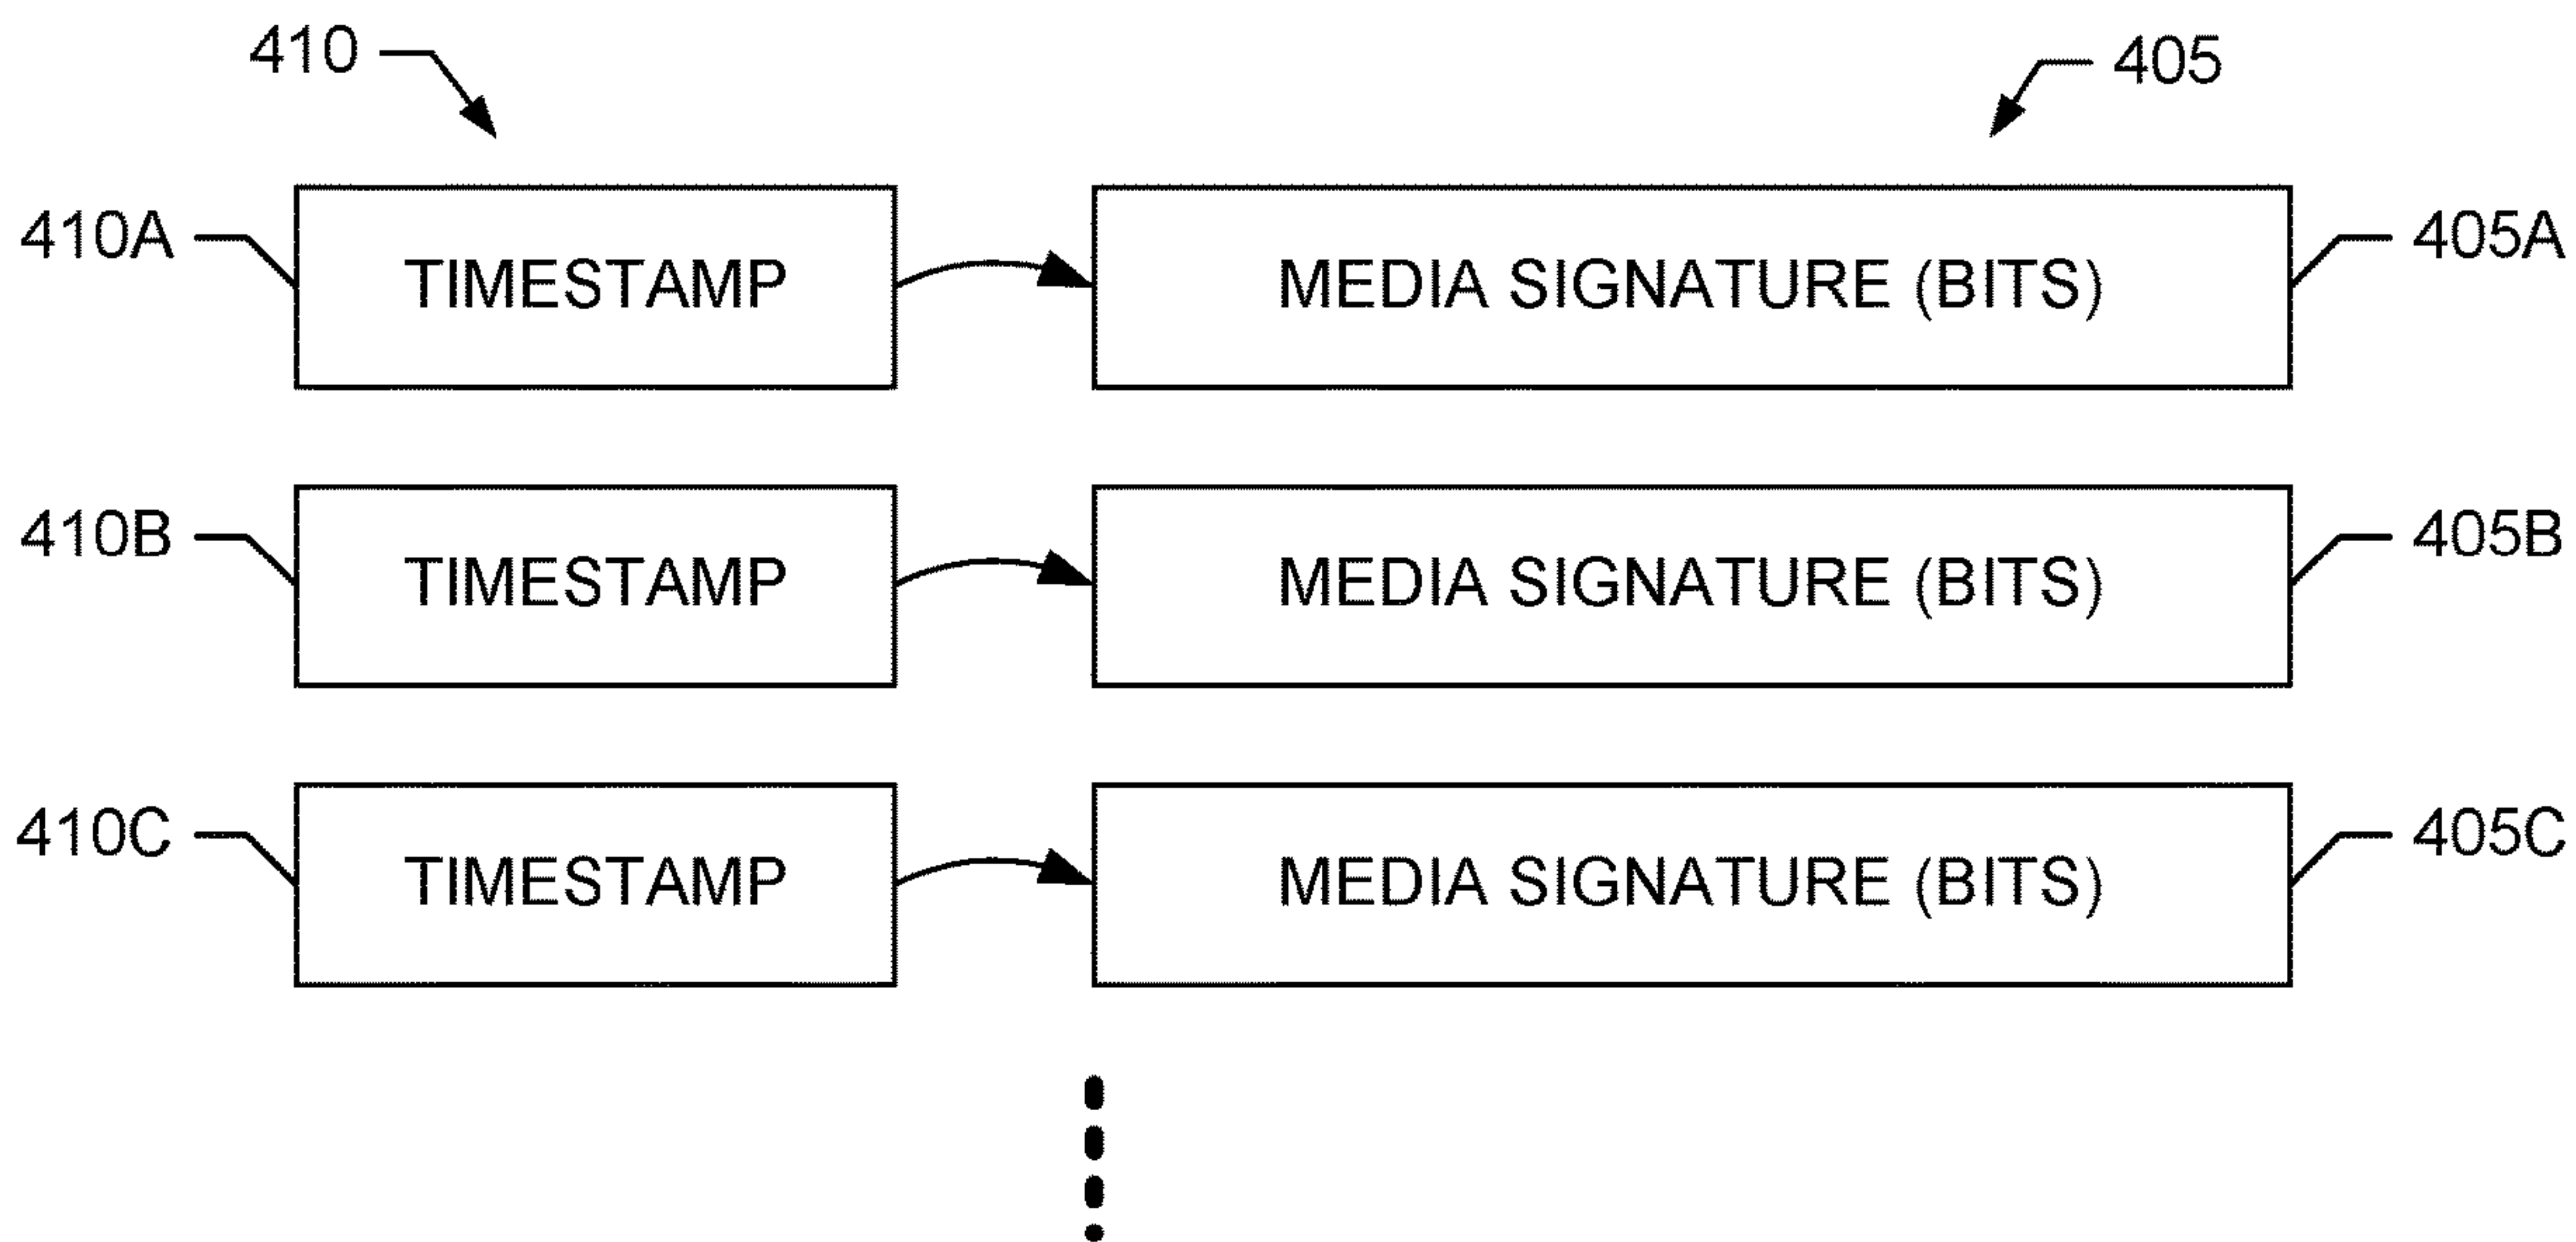 410 405
410A TIMESTAMP MEDIA SIGNATURE (BITS) 405A
410B TIMESTAMP MEDIA SIGNATURE (BITS) 405B
410C TIMESTAMP MEDIA SIGNATURE (BITS) 405C